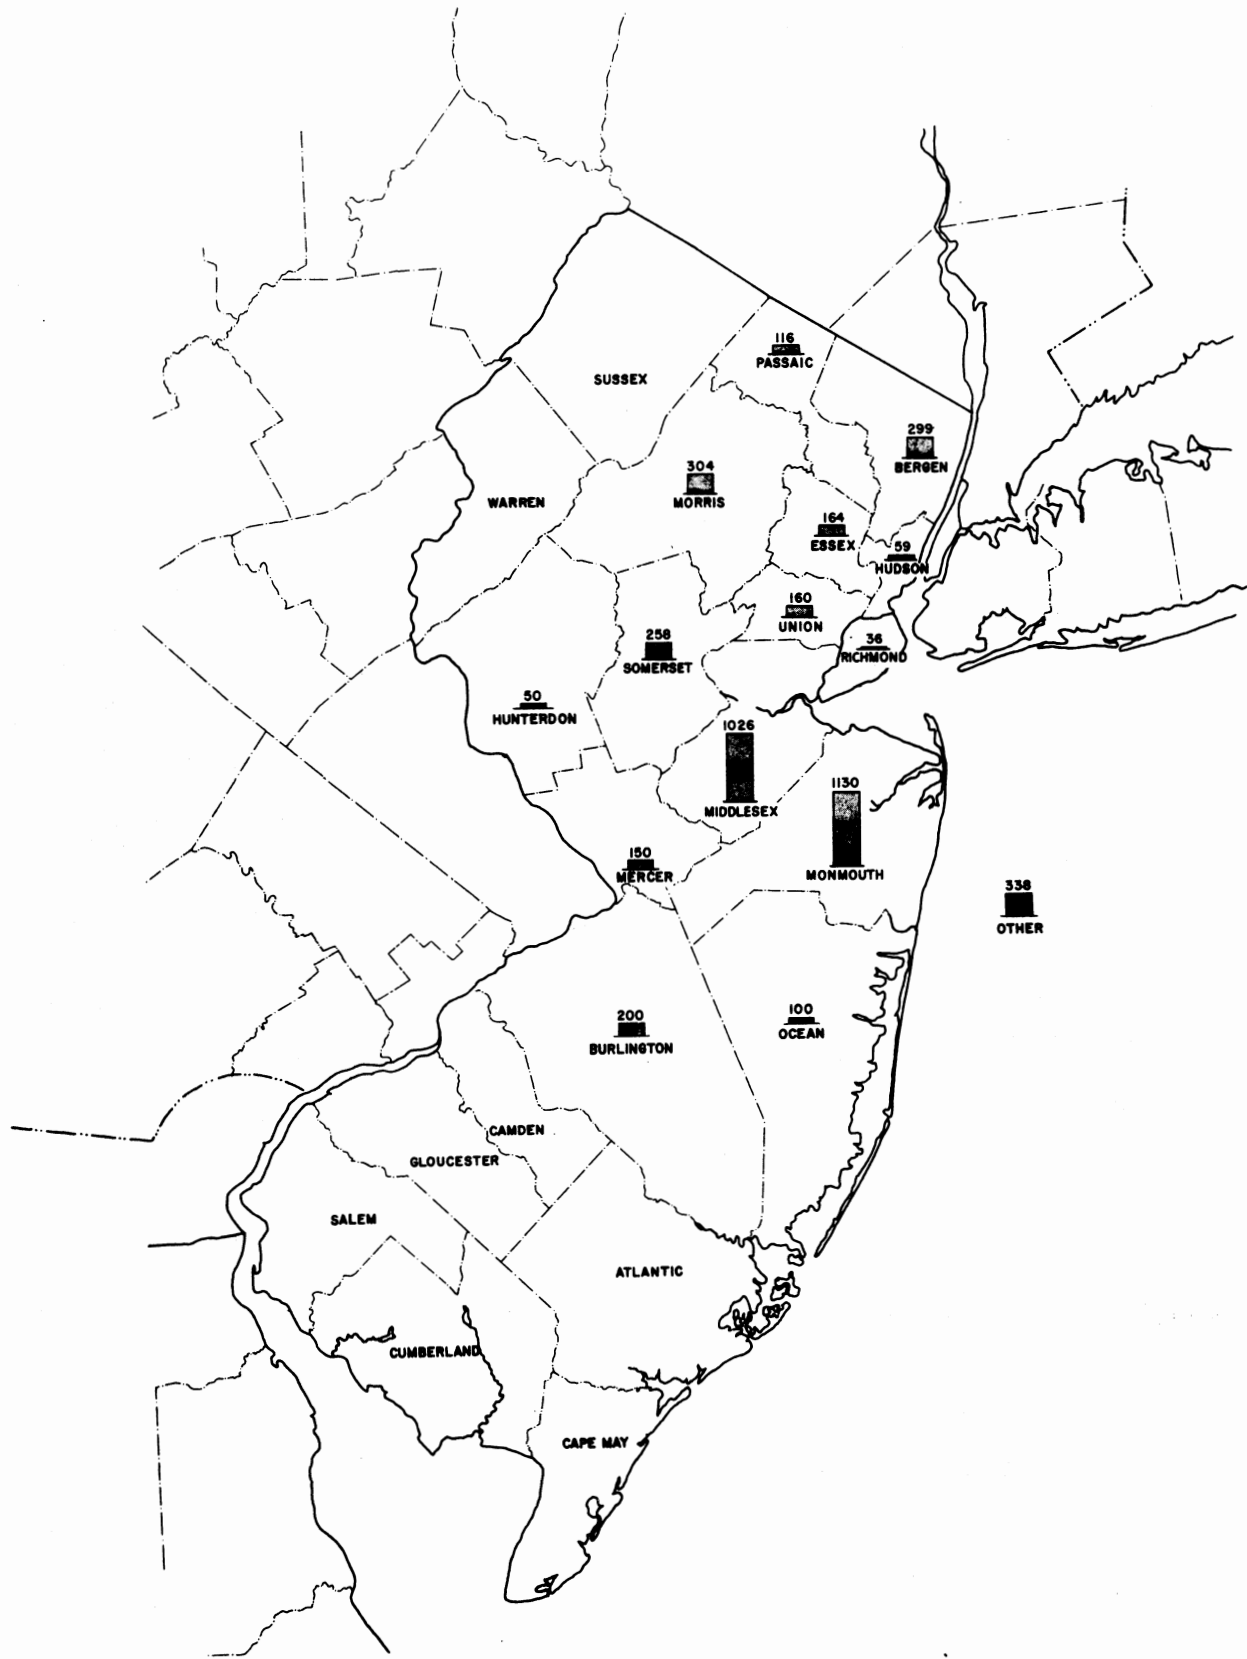 116
PASSAIC
SUSSEX
299
BERGEN
304
MORRIS
WARREN
164
ESSEX
59
HUDSON
160
UNION
36
RICHMOND
258
SOMERSET
50
HUNTERDON
1026
MIDDLESEX
1130
MONMOUTH
150
MERCER
338
OTHER
200
BURLINGTON
100
OCEAN
CAMDEN
GLOUCESTER
SALEM
ATLANTIC
CUMBERLAND
CAPE MAY